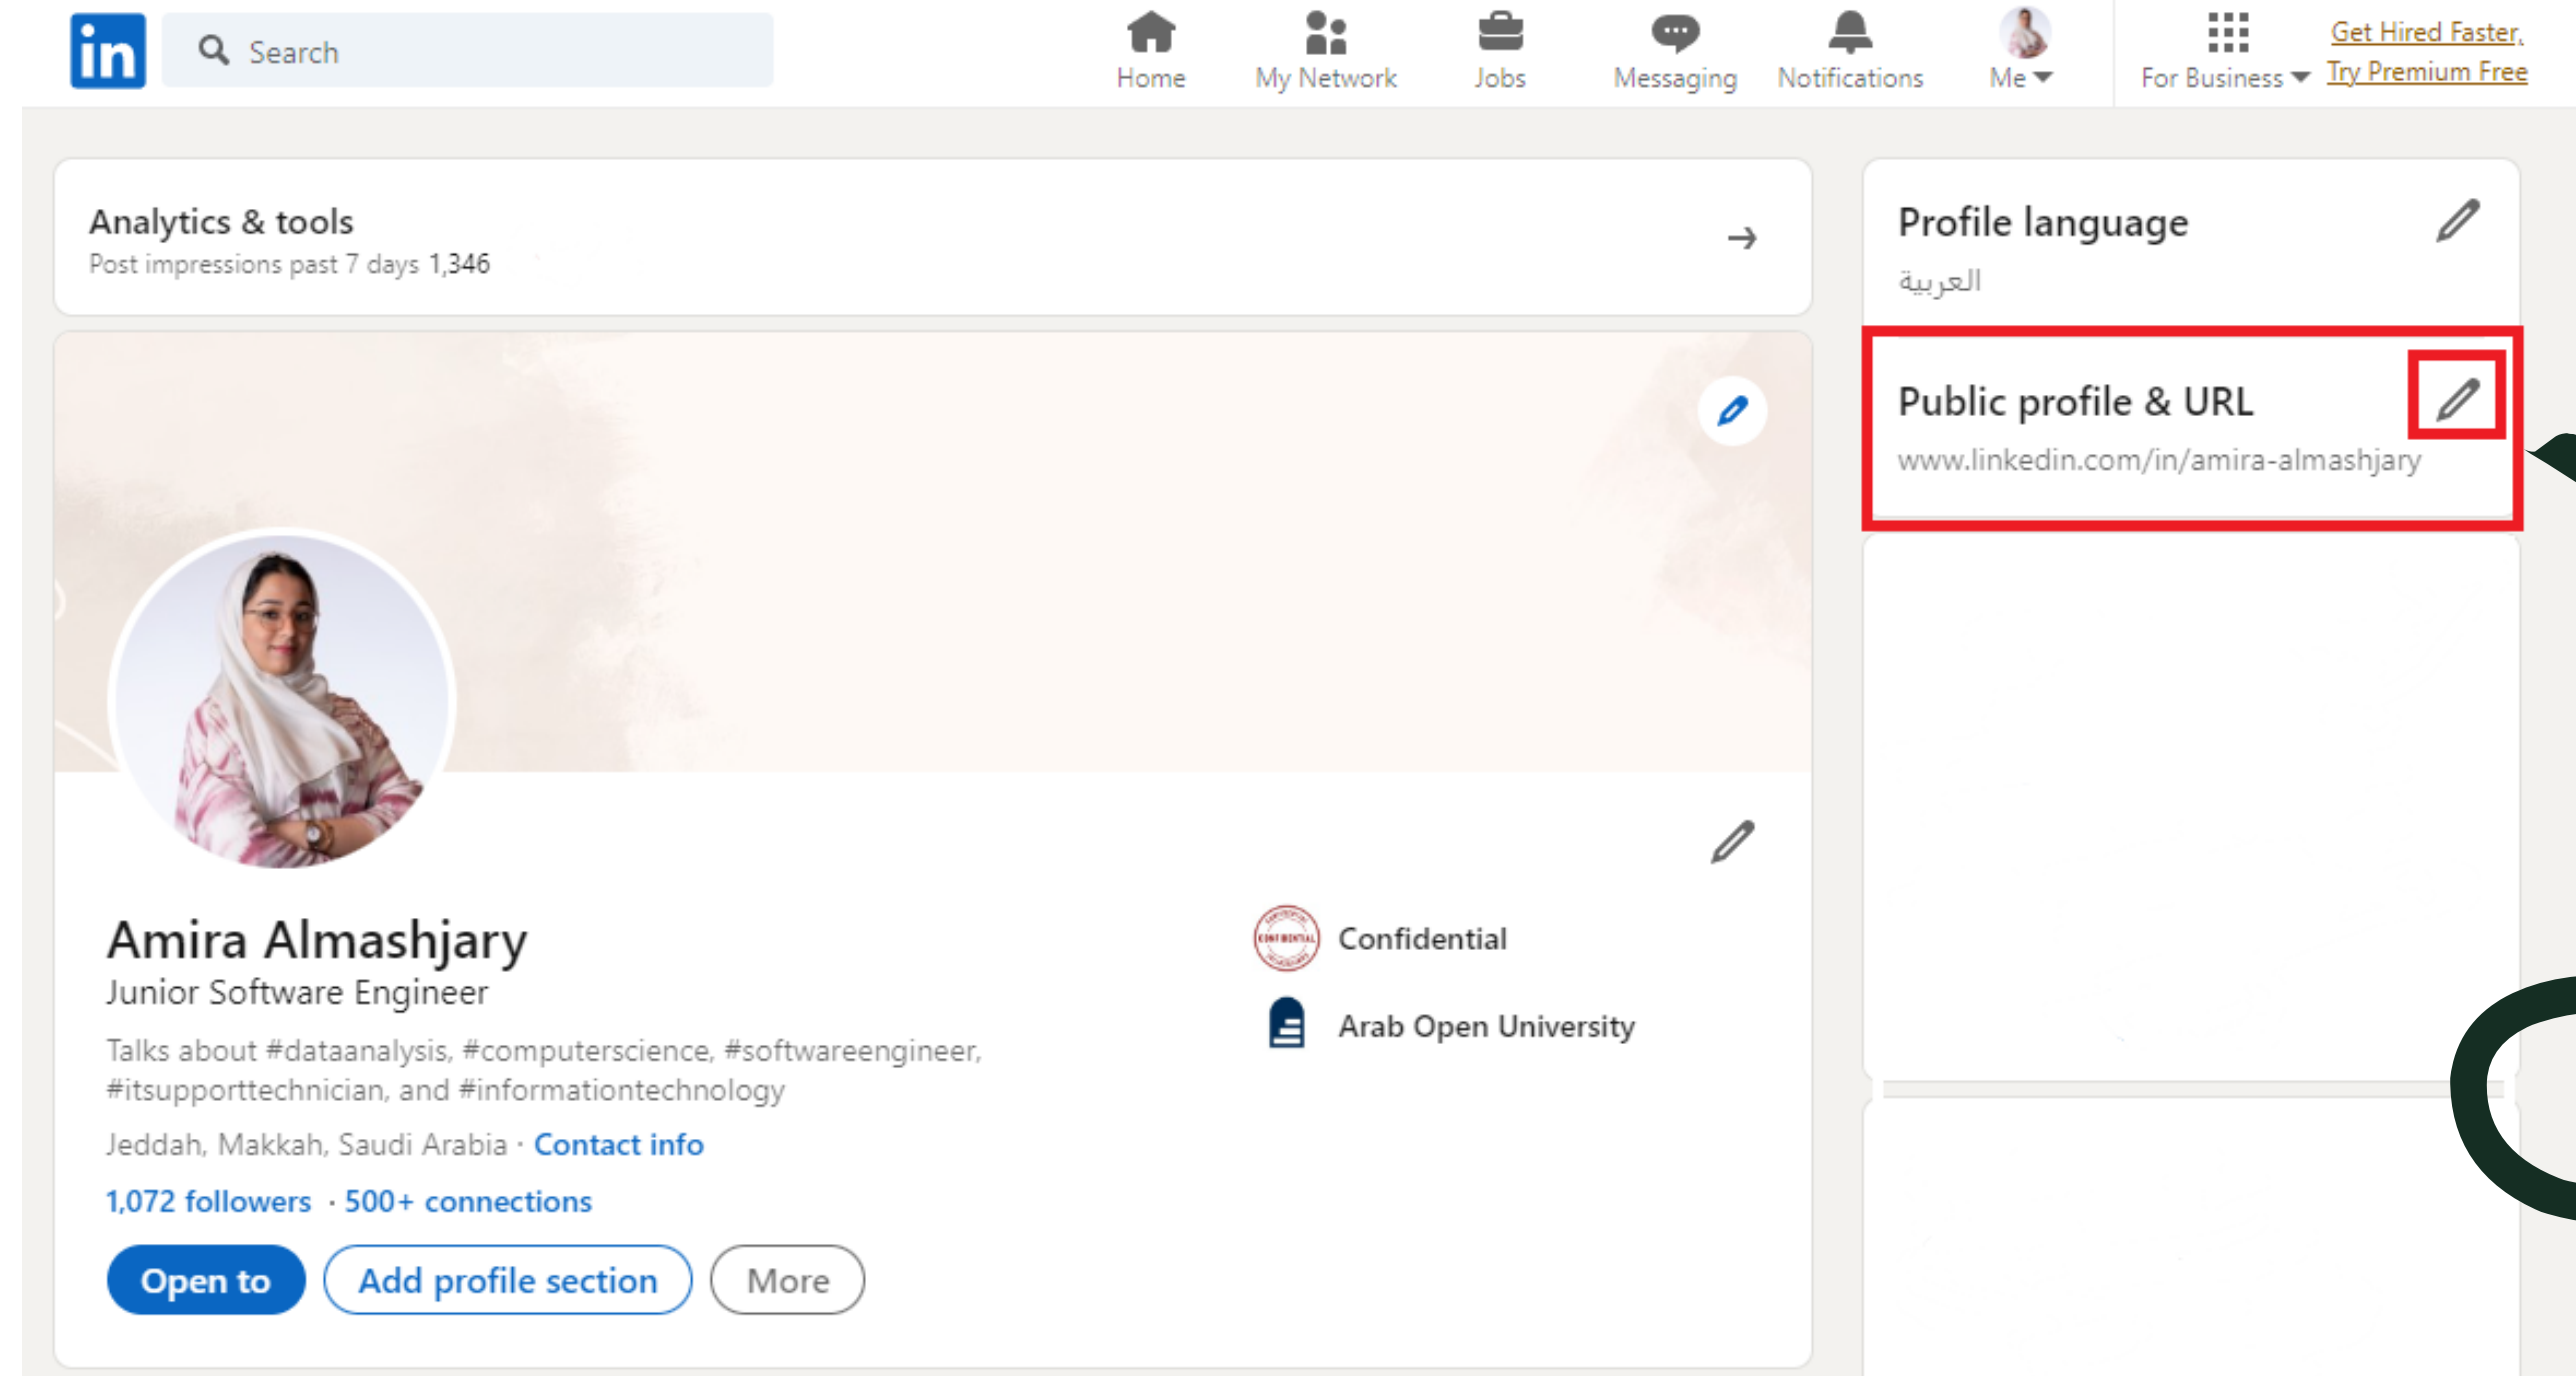 in
Search
Home
My Network
Jobs
Messaging
Notifications
Me
For Business
Get Hired Faster,
Try Premium Free
Analytics & tools
Post impressions past 7 days 1,346
Profile language
العربية
Public profile & URL
www.linkedin.com/in/amira-almashjary
Amira Almashjary
Junior Software Engineer
Talks about #dataanalysis, #computerscience, #softwareengineer,
#itsupporttechnician, and #informationtechnology
Jeddah, Makkah, Saudi Arabia · Contact info
1,072 followers · 500+ connections
Open to
Add profile section
More
CONFIDENTIAL
Confidential
Arab Open University